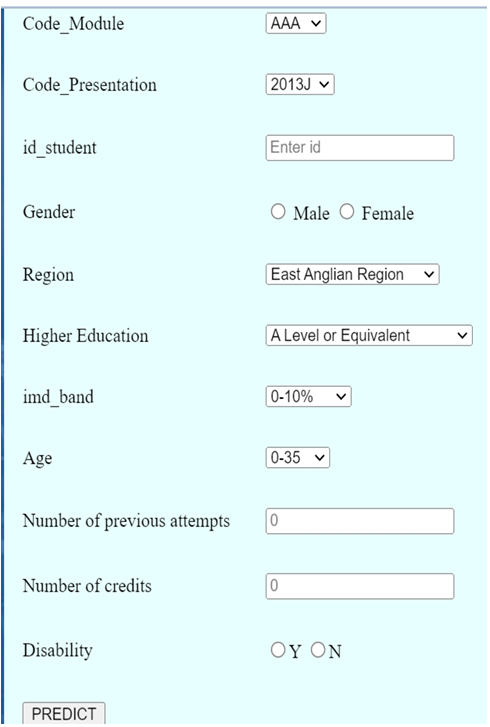 Code_Module AAA
Code_Presentation 2013J
id_student Enter id
Gender Male Female
Region East Anglian Region
Higher Education A Level or Equivalent
imd_band 0-10%
Age 0-35
Number of previous attempts 0
Number of credits 0
Disability Y N
PREDICT